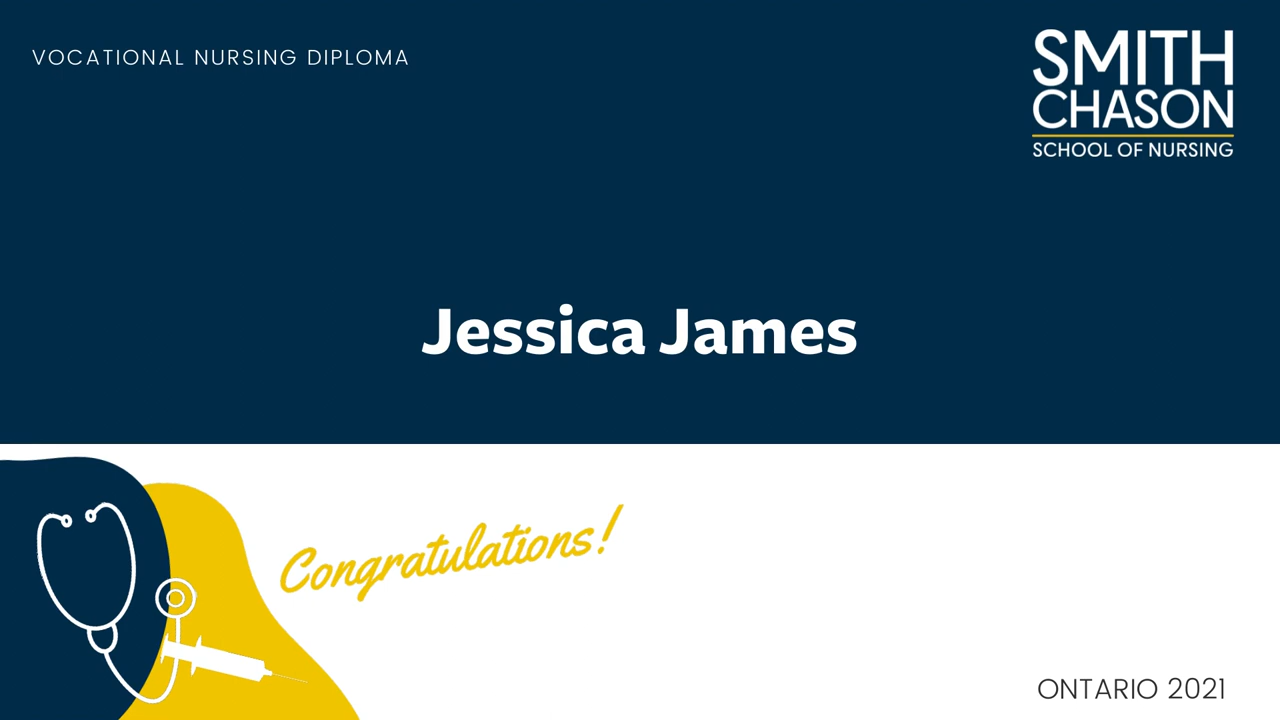 VOCATIONAL NURSING DIPLOMA
SMITH
CHASON
SCHOOL OF NURSING
Jessica James
Congratulations!
ONTARIO 2021